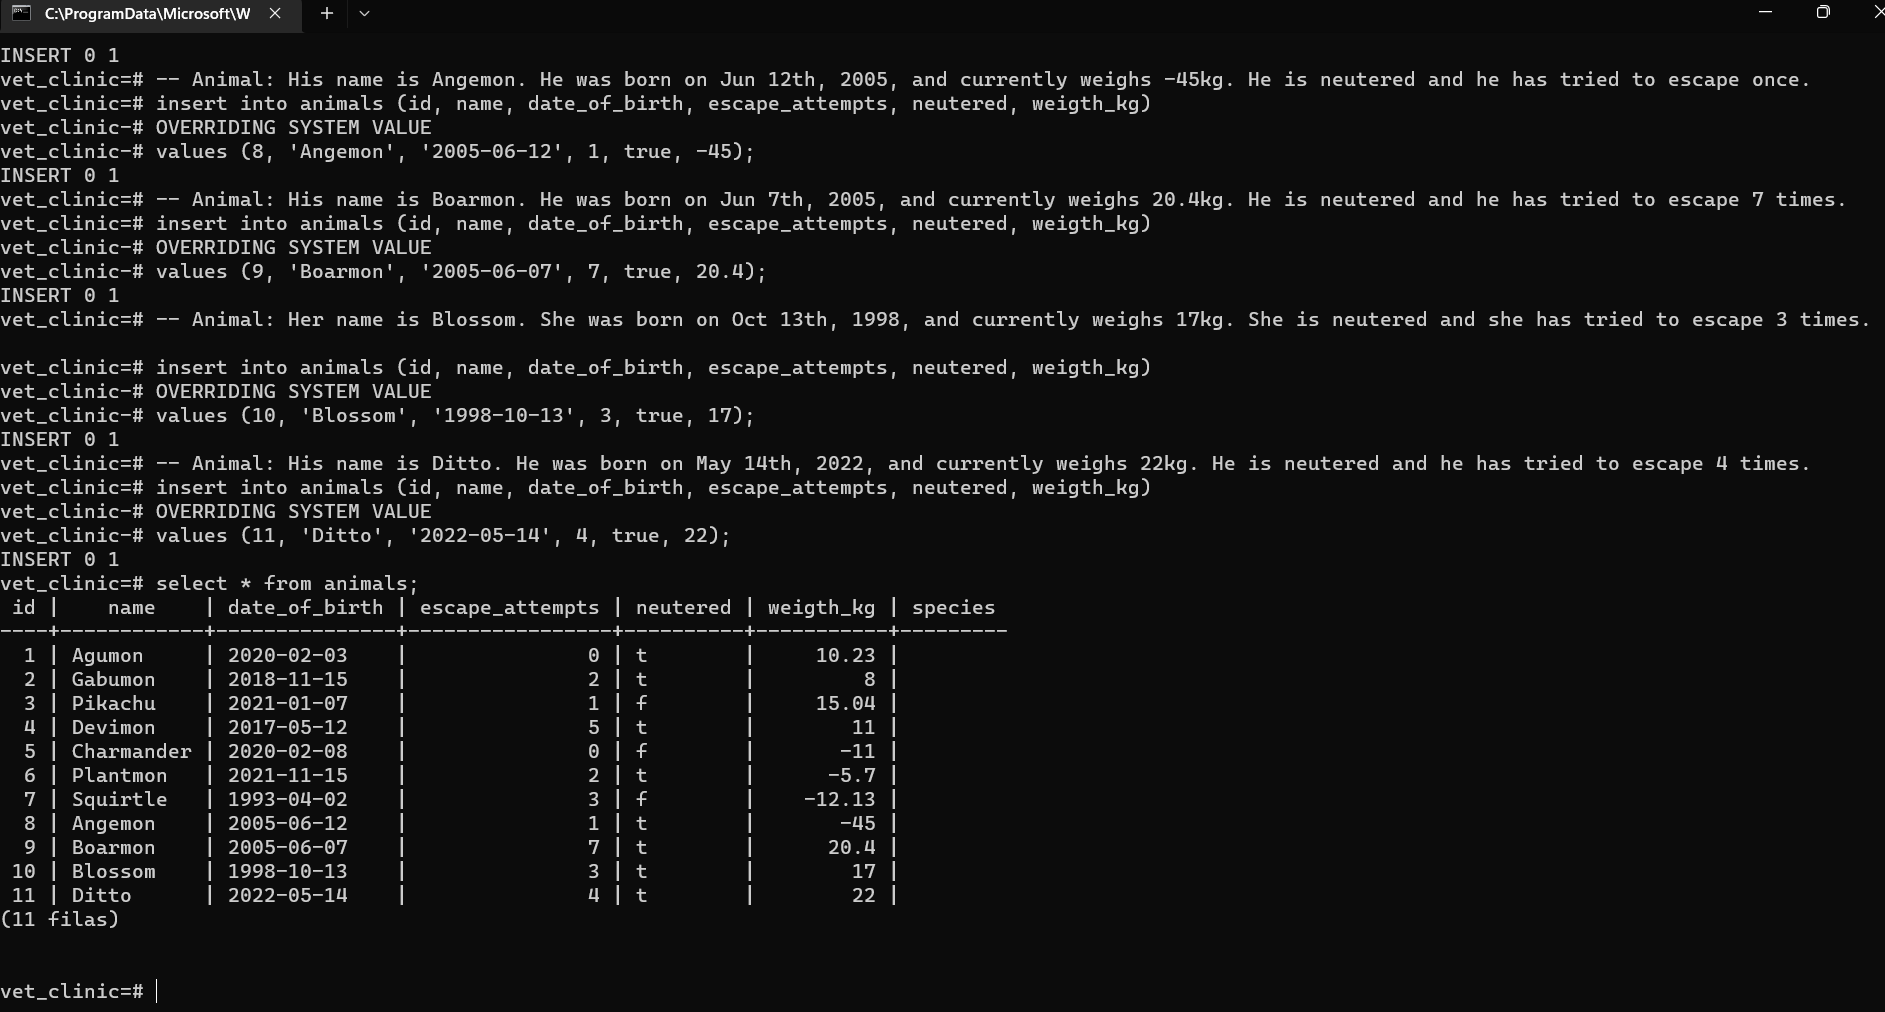 C:\ProgramData\Microsoft\W
INSERT 0 1
vet_clinic=# -- Animal: His name is Angemon. He was born on Jun 12th, 2005, and currently weighs -45kg. He is neutered and he has tried to escape once.
vet_clinic=# insert into animals (id, name, date_of_birth, escape_attempts, neutered, weigth_kg)
vet_clinic-# OVERRIDING SYSTEM VALUE
vet_clinic-# values (8, 'Angemon', '2005-06-12', 1, true, -45);
INSERT 0 1
vet_clinic=# -- Animal: His name is Boarmon. He was born on Jun 7th, 2005, and currently weighs 20.4kg. He is neutered and he has tried to escape 7 times.
vet_clinic=# insert into animals (id, name, date_of_birth, escape_attempts, neutered, weigth_kg)
vet_clinic-# OVERRIDING SYSTEM VALUE
vet_clinic-# values (9, 'Boarmon', '2005-06-07', 7, true, 20.4);
INSERT 0 1
vet_clinic=# -- Animal: Her name is Blossom. She was born on Oct 13th, 1998, and currently weighs 17kg. She is neutered and she has tried to escape 3 times.
vet_clinic=# insert into animals (id, name, date_of_birth, escape_attempts, neutered, weigth_kg)
vet_clinic-# OVERRIDING SYSTEM VALUE
vet_clinic-# values (10, 'Blossom', '1998-10-13', 3, true, 17);
INSERT 0 1
vet_clinic=# -- Animal: His name is Ditto. He was born on May 14th, 2022, and currently weighs 22kg. He is neutered and he has tried to escape 4 times.
vet_clinic=# insert into animals (id, name, date_of_birth, escape_attempts, neutered, weigth_kg)
vet_clinic-# OVERRIDING SYSTEM VALUE
vet_clinic-# values (11, 'Ditto', '2022-05-14', 4, true, 22);
INSERT 0 1
vet_clinic=# select * from animals;
 id |    name    | date_of_birth | escape_attempts | neutered | weigth_kg | species
----+------------+---------------+-----------------+----------+-----------+---------
  1 | Agumon     | 2020-02-03    |               0 | t        |     10.23 |
  2 | Gabumon    | 2018-11-15    |               2 | t        |         8 |
  3 | Pikachu    | 2021-01-07    |               1 | f        |     15.04 |
  4 | Devimon    | 2017-05-12    |               5 | t        |        11 |
  5 | Charmander | 2020-02-08    |               0 | f        |       -11 |
  6 | Plantmon   | 2021-11-15    |               2 | t        |      -5.7 |
  7 | Squirtle   | 1993-04-02    |               3 | f        |    -12.13 |
  8 | Angemon    | 2005-06-12    |               1 | t        |       -45 |
  9 | Boarmon    | 2005-06-07    |               7 | t        |      20.4 |
 10 | Blossom    | 1998-10-13    |               3 | t        |        17 |
 11 | Ditto      | 2022-05-14    |               4 | t        |        22 |
(11 filas)
vet_clinic=#